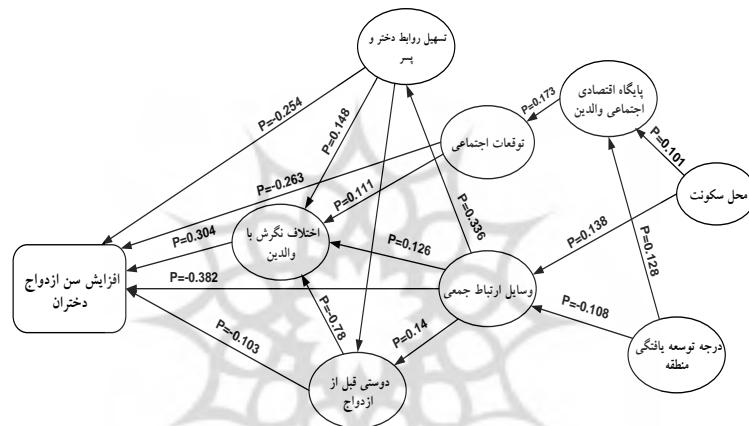 تسهیل روابط دختر و
پسر
پایگاه اقتصادی
اجتماعی والدین
توقعات اجتماعی
محل سکونت
اختلاف نگرش با
والدین
افزایش سن ازدواج
دختران
وسایل ارتباط جمعی
درجه توسعه یافتگی
منطقه
دوستی قبل از
ازدواج
P=-0.254
P=0.148
P=0.173
P=0.101
P=-0.263
P=0.111
P=0.336
P=0.138
P=0.304
P=0.126
P=0.128
P=-0.382
P=-0.108
P=-0.78
P=0.14
P=-0.103